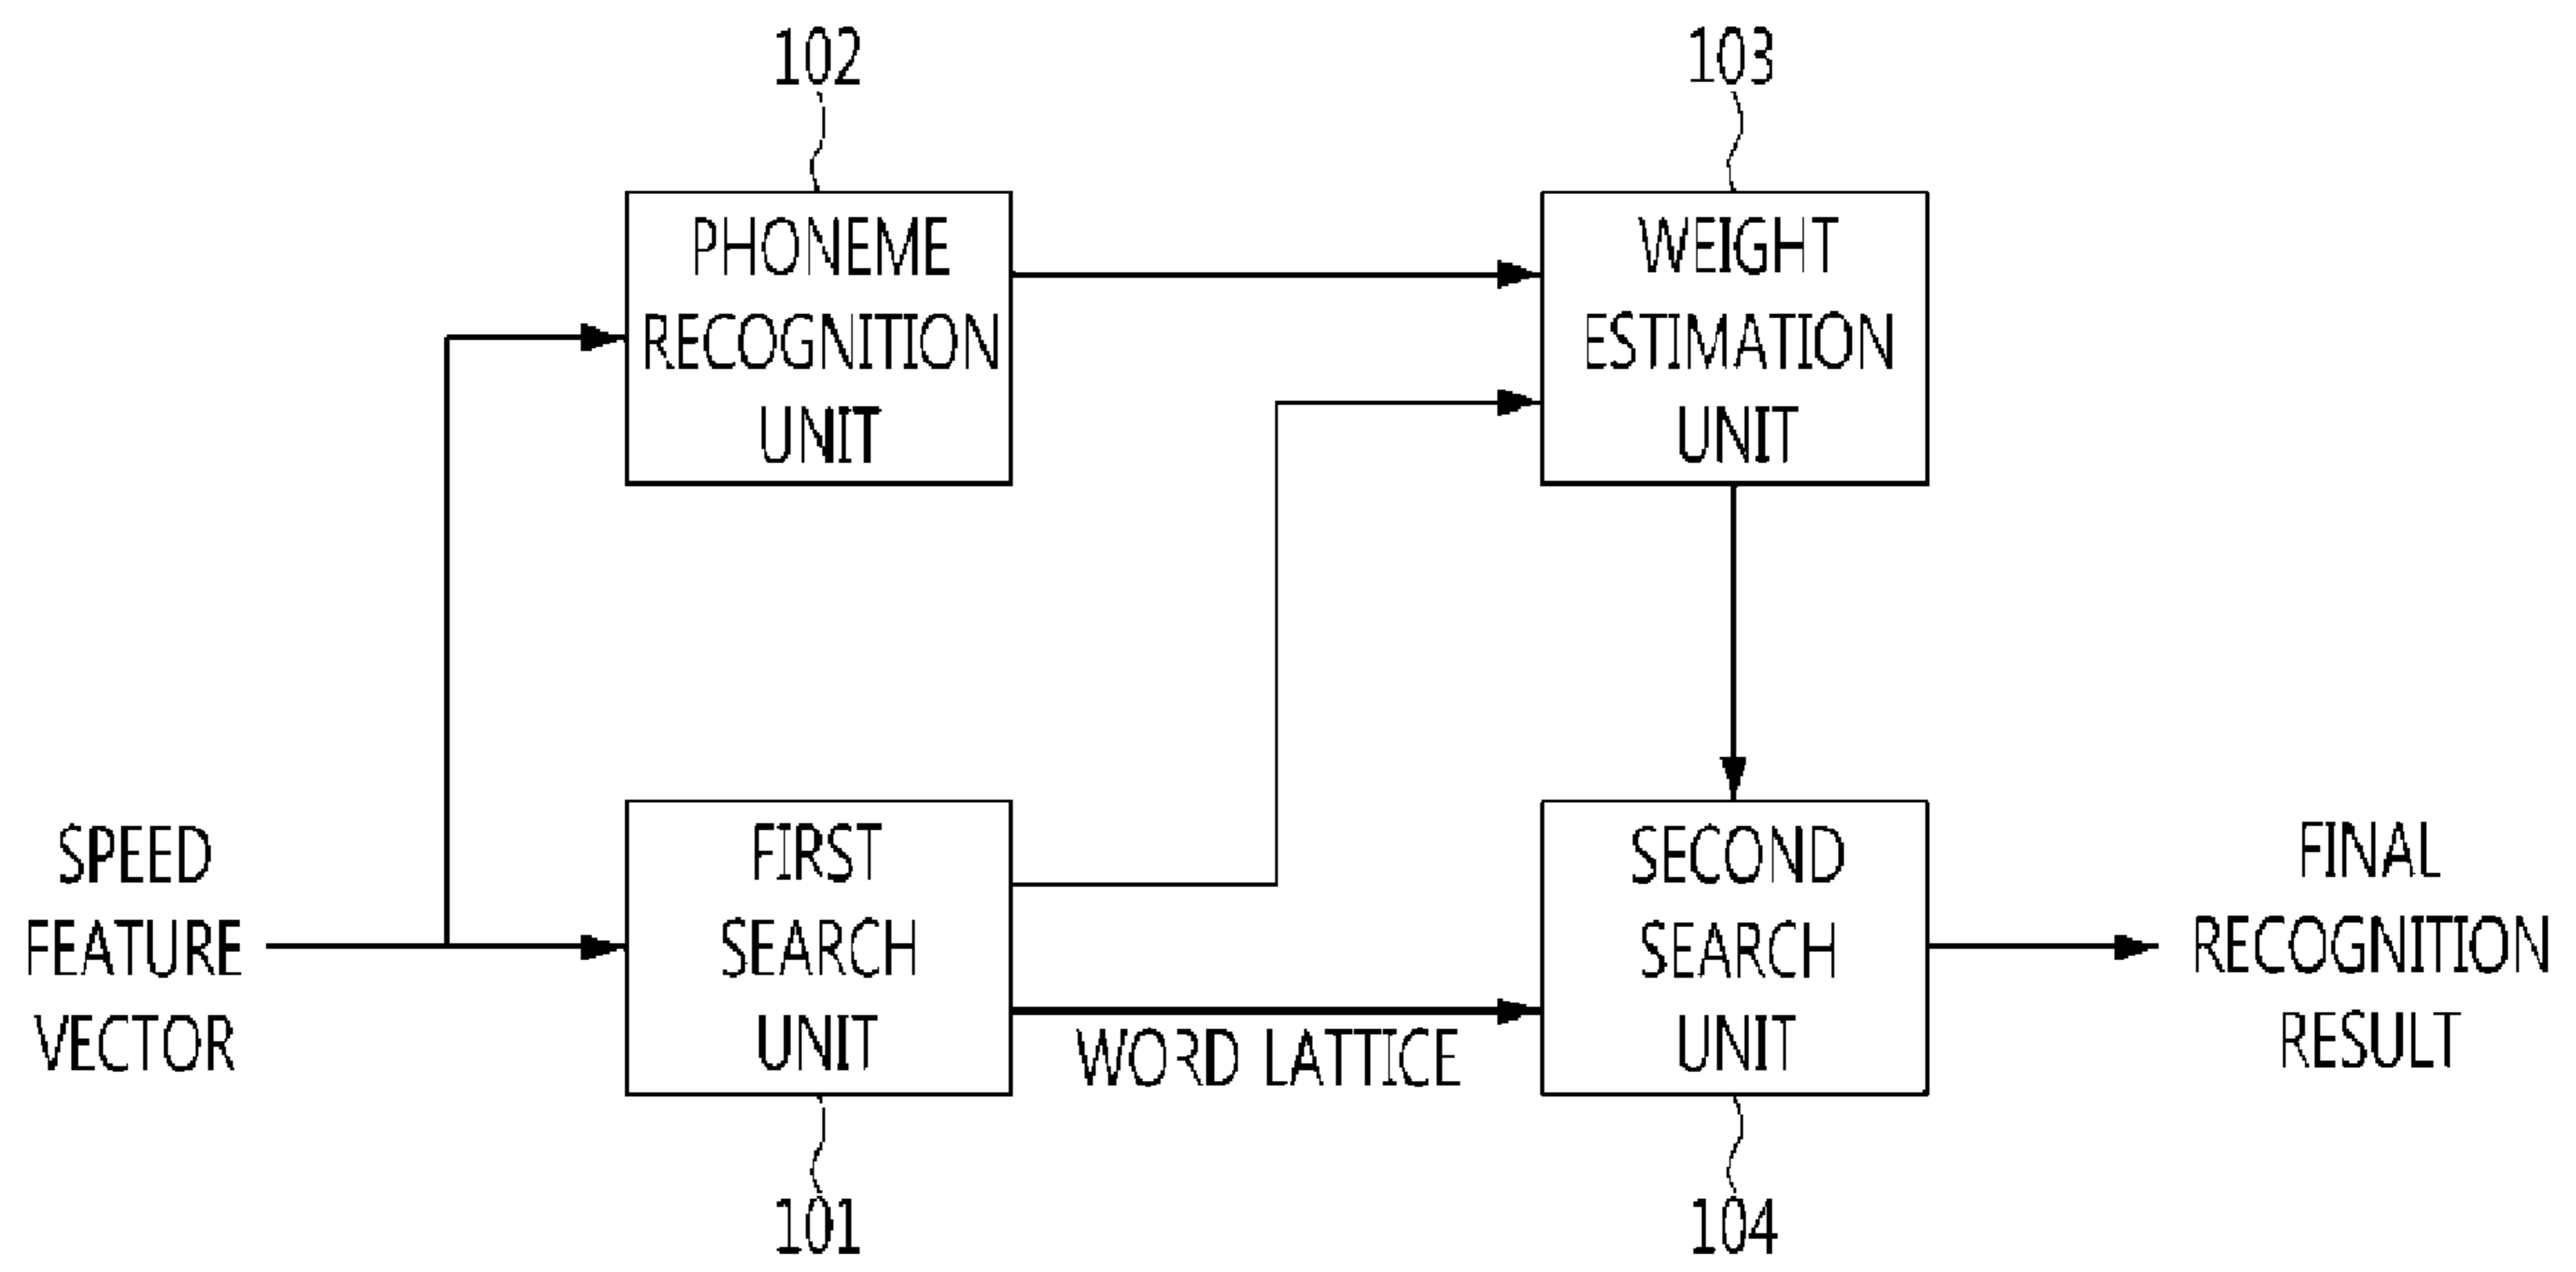 102
103
PHONEME
RECOGNITION
UNIT
WEIGHT
ESTIMATION
UNIT
SPEED
FEATURE
VECTOR
FIRST
SEARCH
UNIT
WORD LATTICE
SECOND
SEARCH
UNIT
FINAL
RECOGNITION
RESULT
101
104